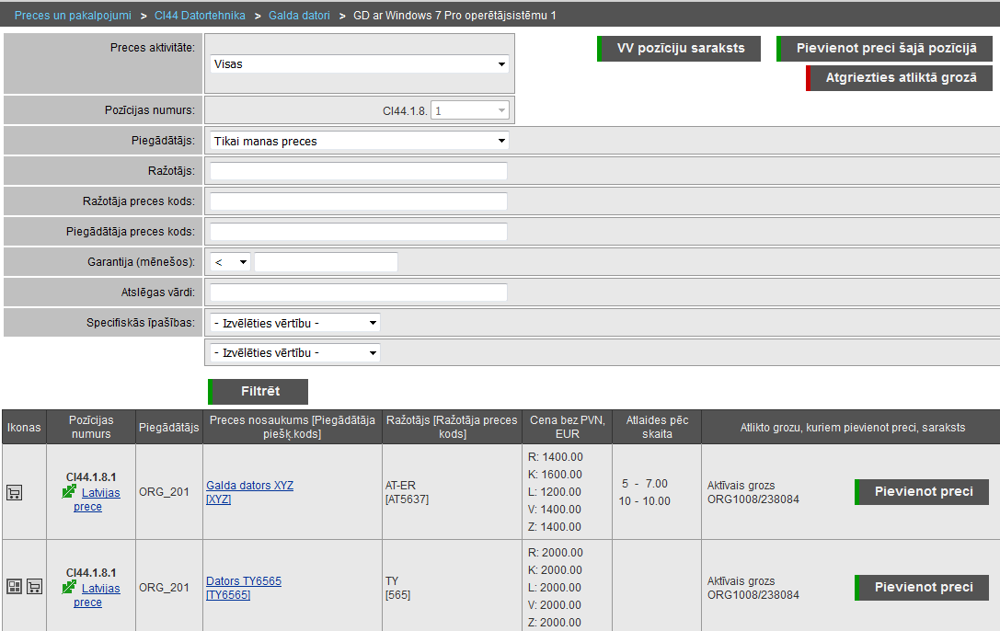 Preces un pakalpojumi > CI44 Datortehnika > Galda datori > GD ar Windows 7 Pro operētājsistēmu 1
Preces aktivitāte:
Visas
VV pozīciju saraksts
Pievienot preci šajā pozīcijā
Atgriezties atliktā grozā
Pozīcijas numurs:
CI44.1.8. 1
Piegādātājs:
Tikai manas preces
Ražotājs:
Ražotāja preces kods:
Piegādātāja preces kods:
Garantija (mēnešos):
<
Atslēgas vārdi:
Specifiskās īpašības:
- Izvēlēties vērtību -
- Izvēlēties vērtību -
Filtrēt
Ikonas
Pozīcijas
numurs
Piegādātājs
Preces nosaukums [Piegādātāja
piešķ.kods]
Ražotājs [Ražotāja preces
kods]
Cena bez PVN,
EUR
Atlaides pēc
skaita
Atlikto grozu, kuriem pievienot preci, saraksts
CI44.1.8.1
Latvijas
prece
ORG_201
Galda dators XYZ
[XYZ]
AT-ER
[AT5637]
R: 1400.00
K: 1600.00
L: 1200.00
V: 1400.00
Z: 1400.00
5 - 7.00
10 - 10.00
Aktīvais grozs
ORG1008/238084
Pievienot preci
CI44.1.8.1
Latvijas
prece
ORG_201
Dators TY6565
[TY6565]
TY
[565]
R: 2000.00
K: 2000.00
L: 2000.00
V: 2000.00
Z: 2000.00
Aktīvais grozs
ORG1008/238084
Pievienot preci